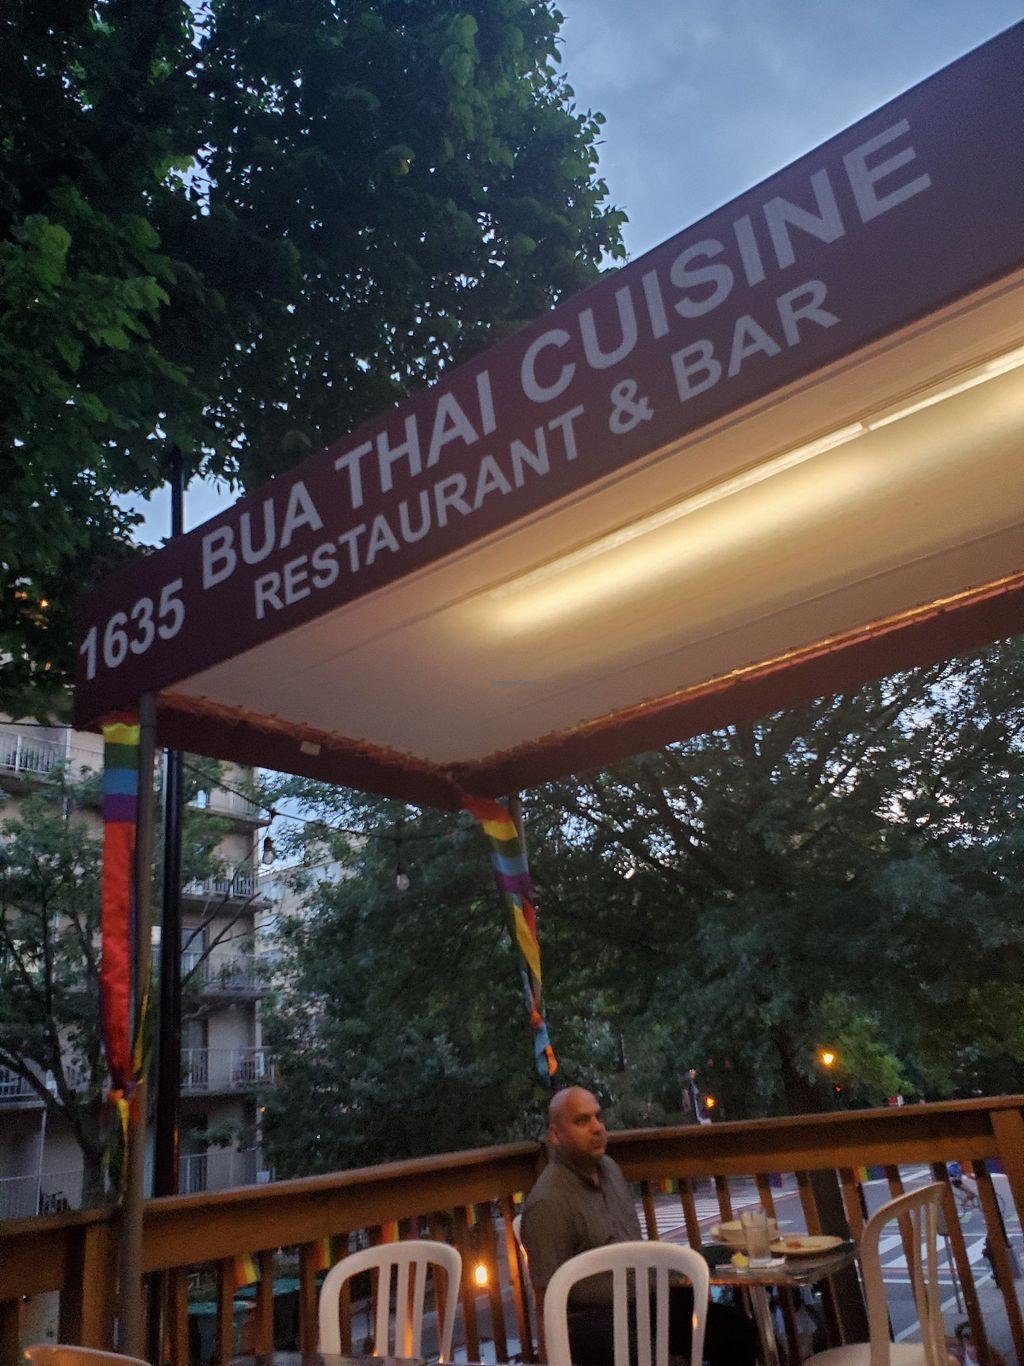 1635 BUA THAI CUISINE
RESTAURANT & BAR